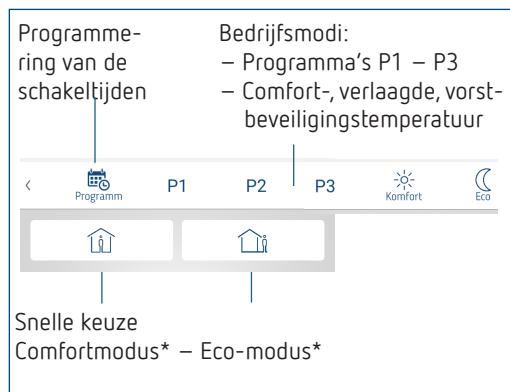 Programme-
ring van de
schakeltijden
Bedrijfsmodi:
– Programma's P1 – P3
– Comfort-, verlaagde, vorst-
beveiligingstemperatuur
Programm
P1
P2
P3
Komfort
Eco
Snelle keuze
Comfortmodus* – Eco-modus*